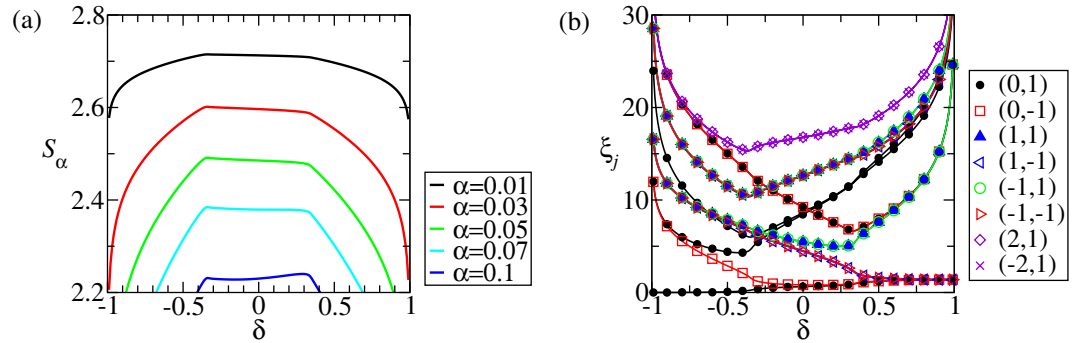 (a)
2.8
2.6
2.4
2.2
S_α
-1 -0.5 0 0.5 1
δ
α=0.01
α=0.03
α=0.05
α=0.07
α=0.1
(b)
30
20
10
0
ξ_j
-1 -0.5 0 0.5 1
δ
(0,1)
(0,-1)
(1,1)
(1,-1)
(-1,1)
(-1,-1)
(2,1)
(-2,1)